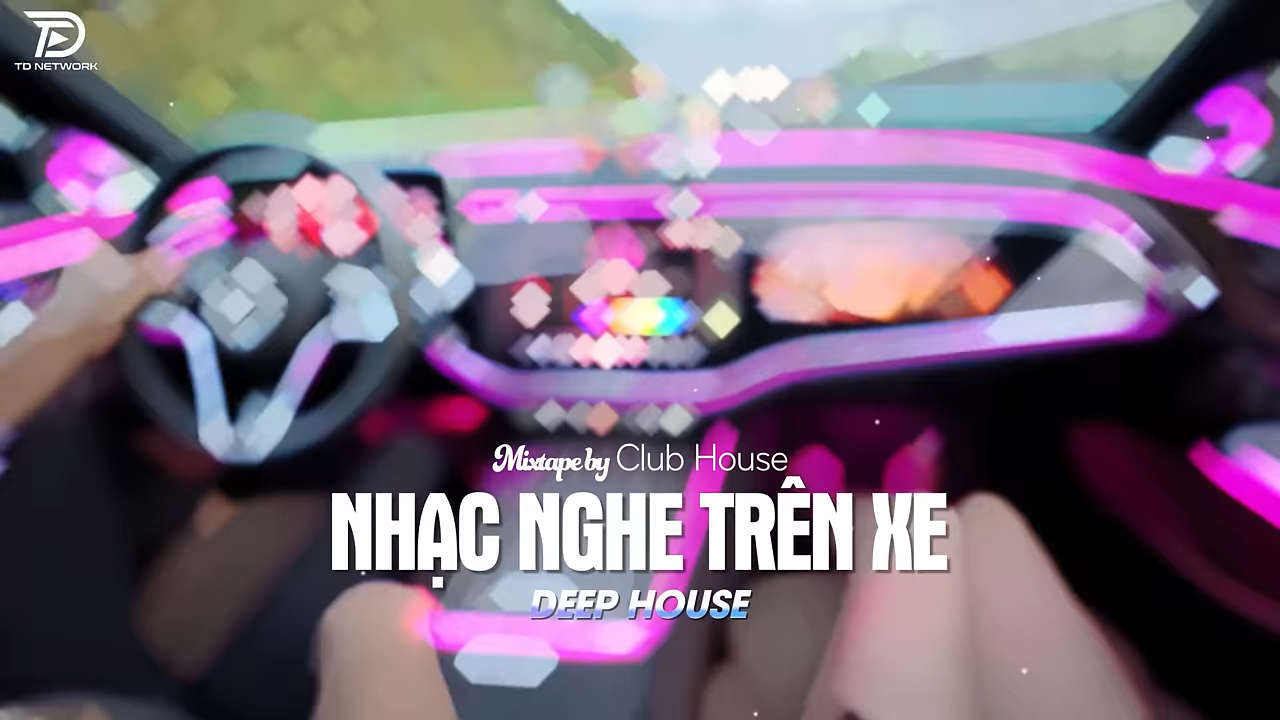 TD NETWORK
Mixtape by Club House
NHẠC NGHE TRÊN XE
DEEP HOUSE